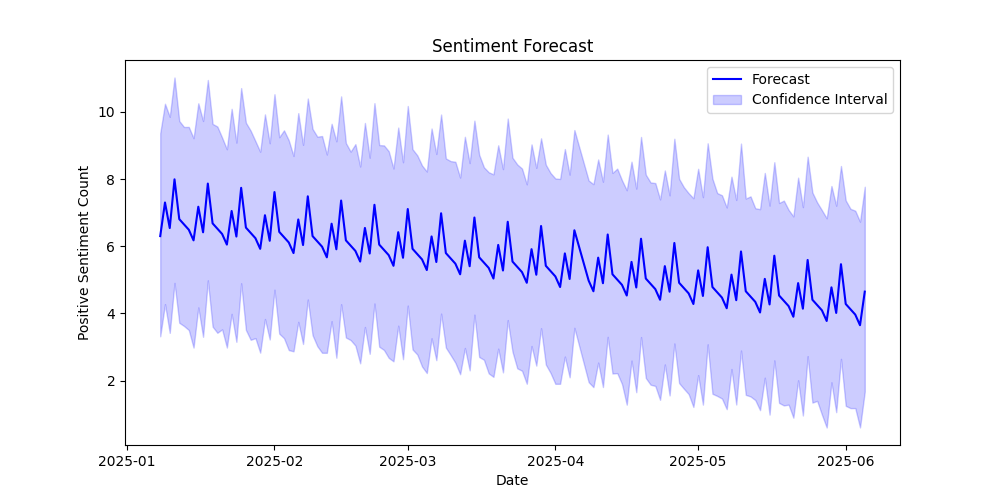 Sentiment Forecast
Forecast
Confidence Interval
Positive Sentiment Count
10
8
6
4
2
2025-01
2025-02
2025-03
2025-04
2025-05
2025-06
Date